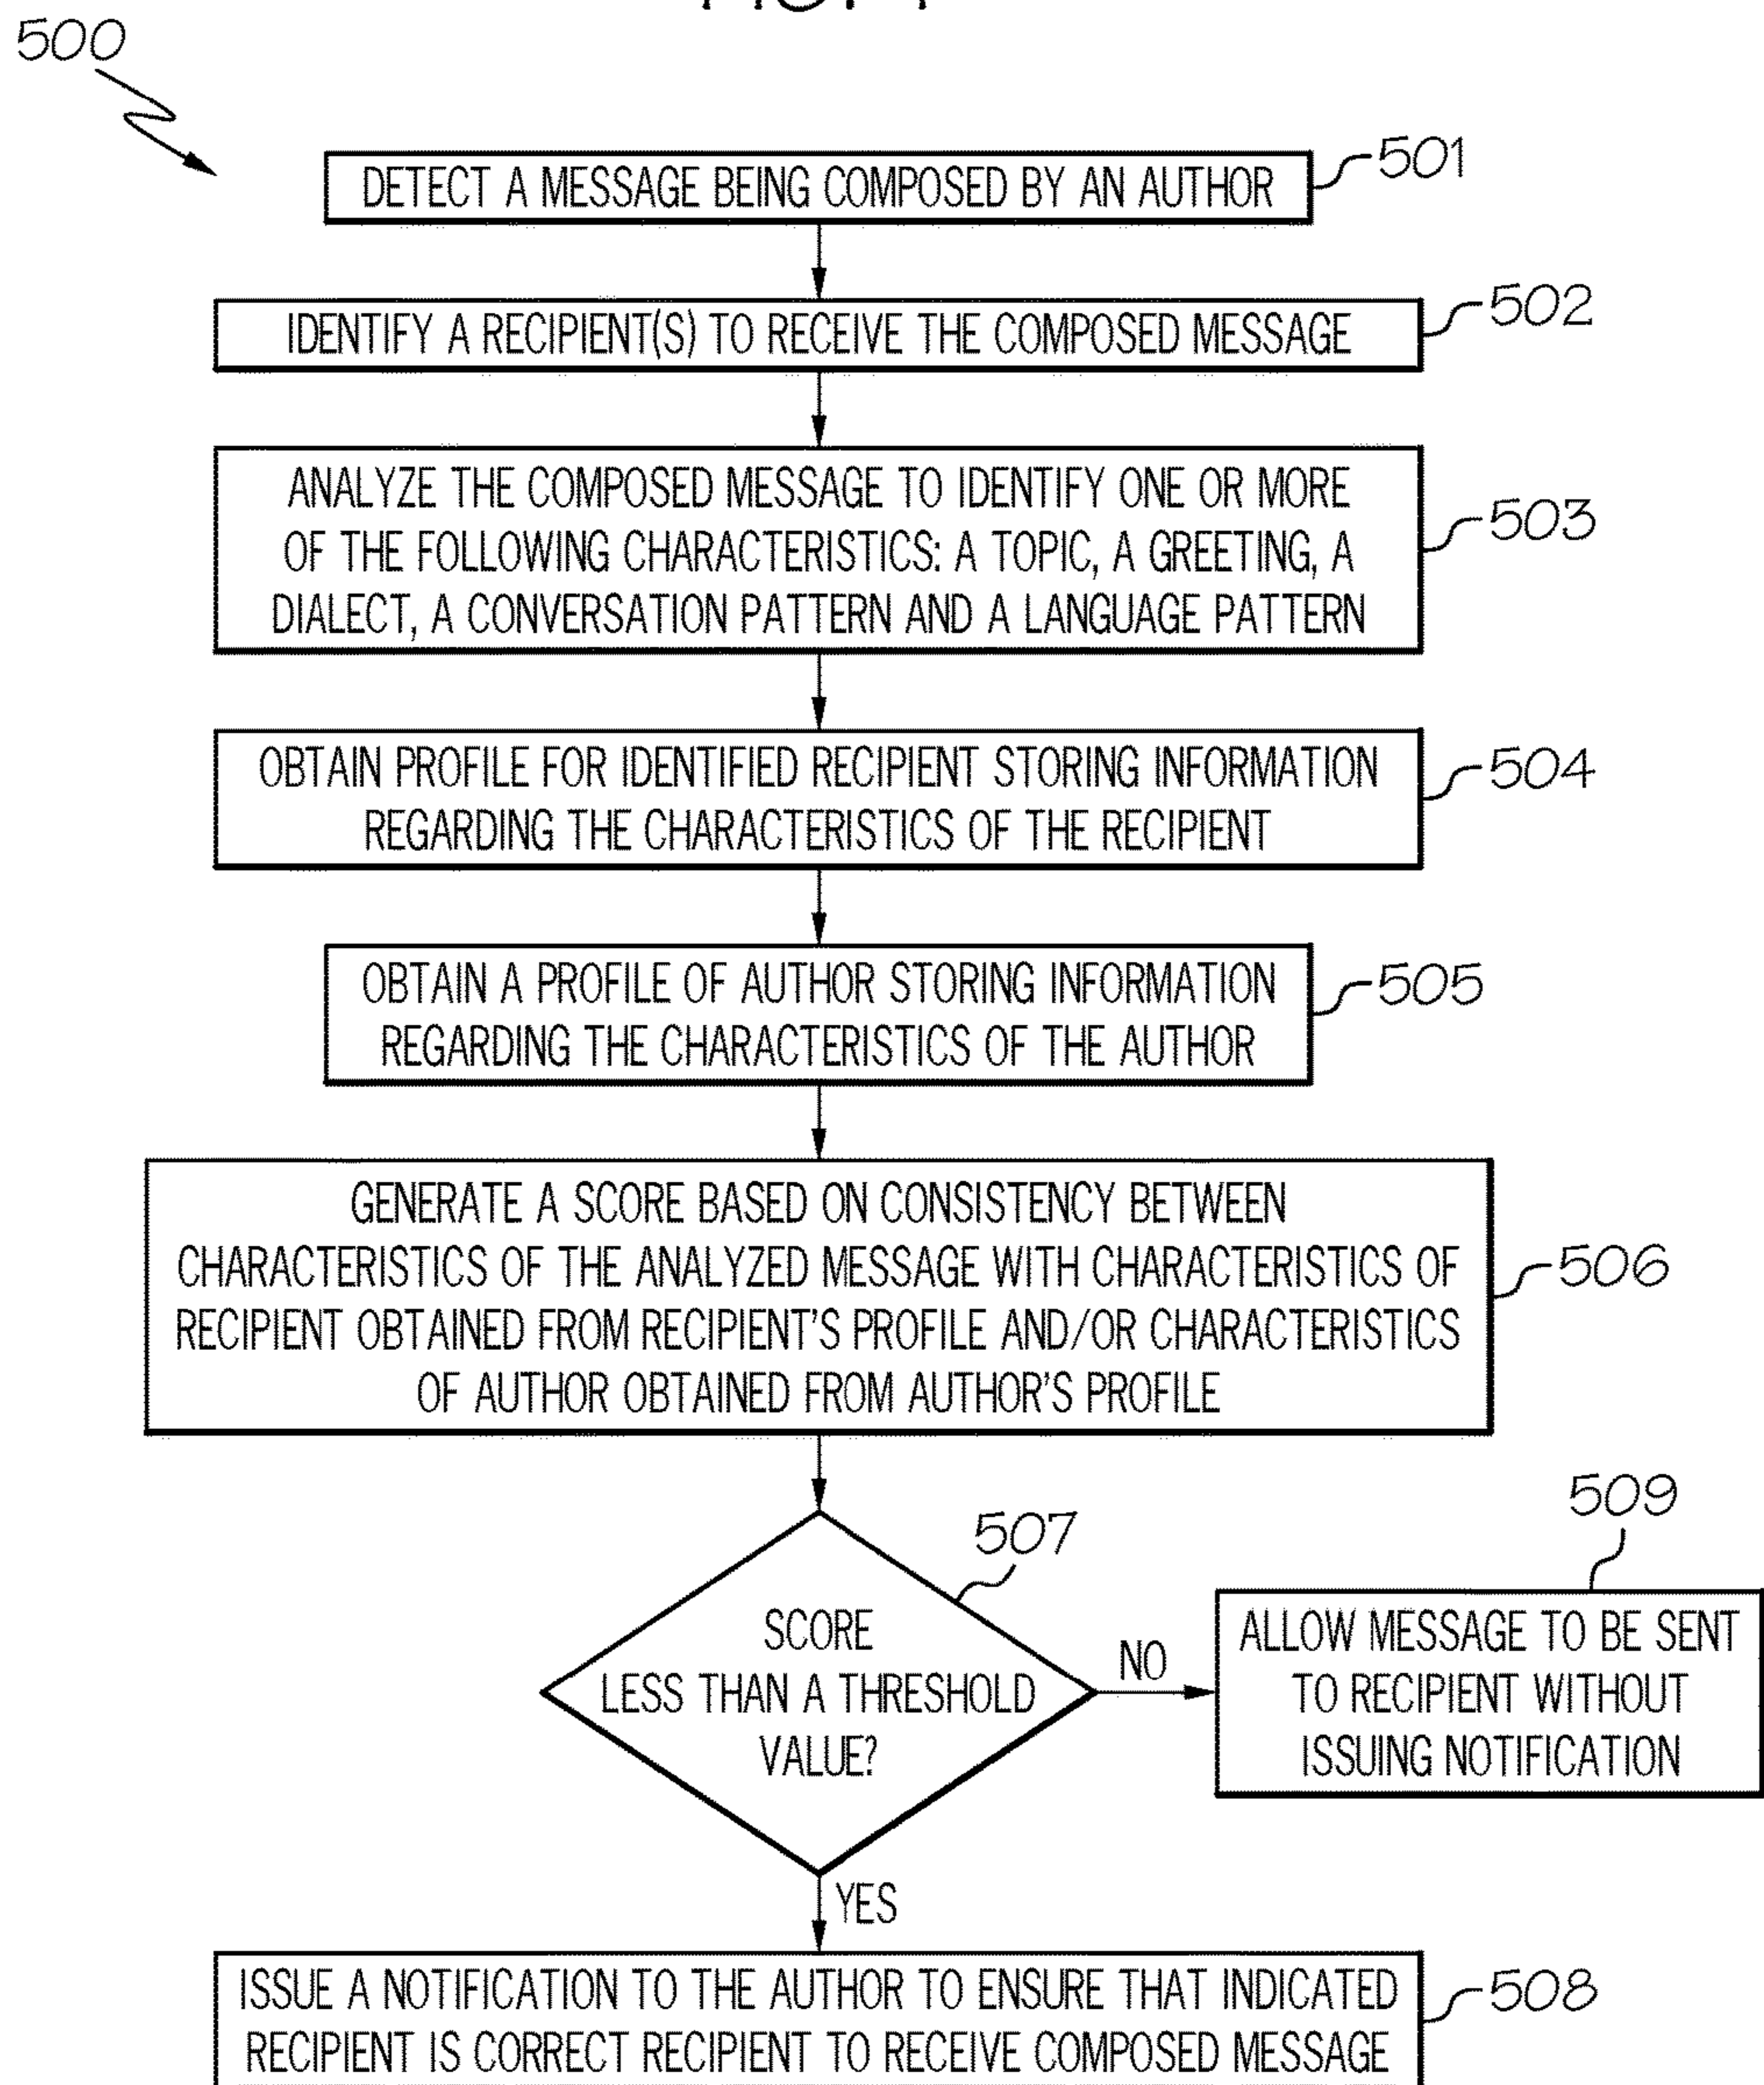 500
DETECT A MESSAGE BEING COMPOSED BY AN AUTHOR
501
IDENTIFY A RECIPIENT(S) TO RECEIVE THE COMPOSED MESSAGE
502
ANALYZE THE COMPOSED MESSAGE TO IDENTIFY ONE OR MORE
OF THE FOLLOWING CHARACTERISTICS: A TOPIC, A GREETING, A
DIALECT, A CONVERSATION PATTERN AND A LANGUAGE PATTERN
503
OBTAIN PROFILE FOR IDENTIFIED RECIPIENT STORING INFORMATION
REGARDING THE CHARACTERISTICS OF THE RECIPIENT
504
OBTAIN A PROFILE OF AUTHOR STORING INFORMATION
REGARDING THE CHARACTERISTICS OF THE AUTHOR
505
GENERATE A SCORE BASED ON CONSISTENCY BETWEEN
CHARACTERISTICS OF THE ANALYZED MESSAGE WITH CHARACTERISTICS OF
RECIPIENT OBTAINED FROM RECIPIENT'S PROFILE AND/OR CHARACTERISTICS
OF AUTHOR OBTAINED FROM AUTHOR'S PROFILE
506
507
SCORE
LESS THAN A THRESHOLD
VALUE?
NO
509
ALLOW MESSAGE TO BE SENT
TO RECIPIENT WITHOUT
ISSUING NOTIFICATION
YES
ISSUE A NOTIFICATION TO THE AUTHOR TO ENSURE THAT INDICATED
RECIPIENT IS CORRECT RECIPIENT TO RECEIVE COMPOSED MESSAGE
508